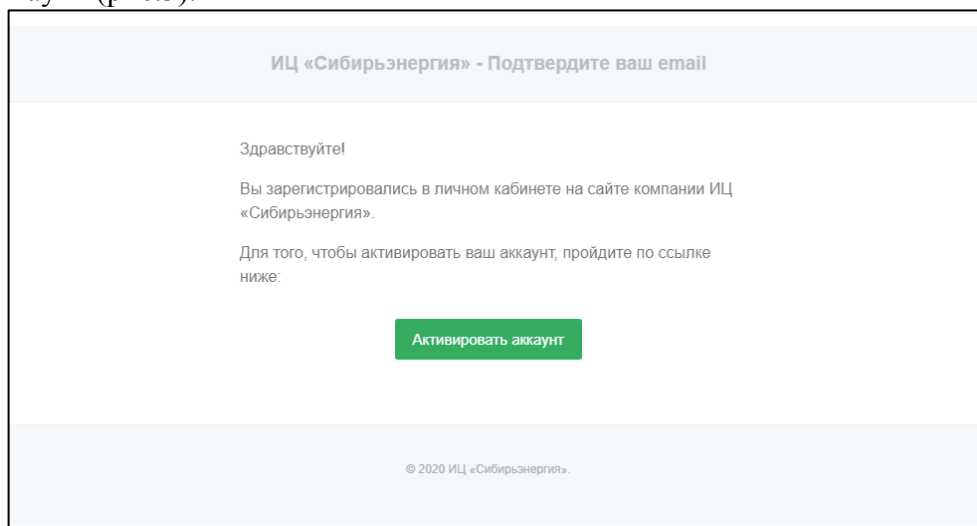 ИЦ «Сибирьэнергия» - Подтвердите ваш email
Здравствуйте!
Вы зарегистрировались в личном кабинете на сайте компании ИЦ
«Сибирьэнергия».
Для того, чтобы активировать ваш аккаунт, пройдите по ссылке
ниже:
Активировать аккаунт
© 2020 ИЦ «Сибирьэнергия».